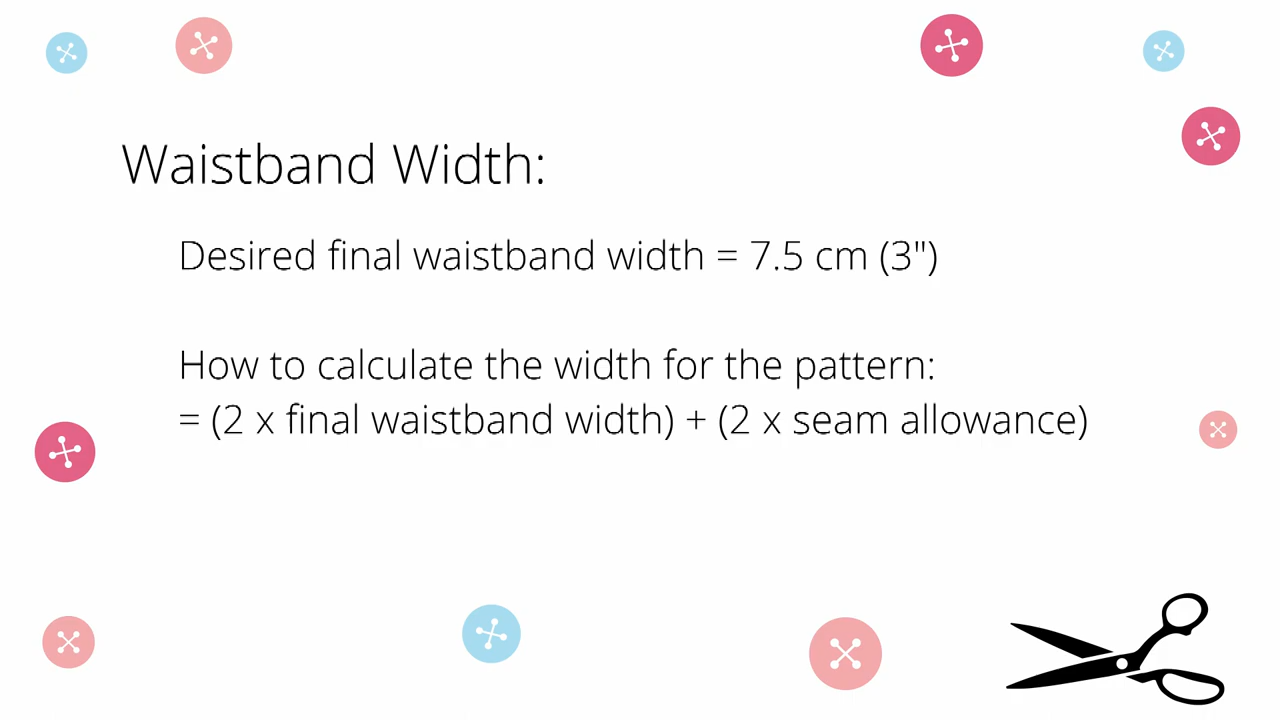 Waistband Width:
Desired final waistband width = 7.5 cm (3")
How to calculate the width for the pattern:
= (2 x final waistband width) + (2 x seam allowance)